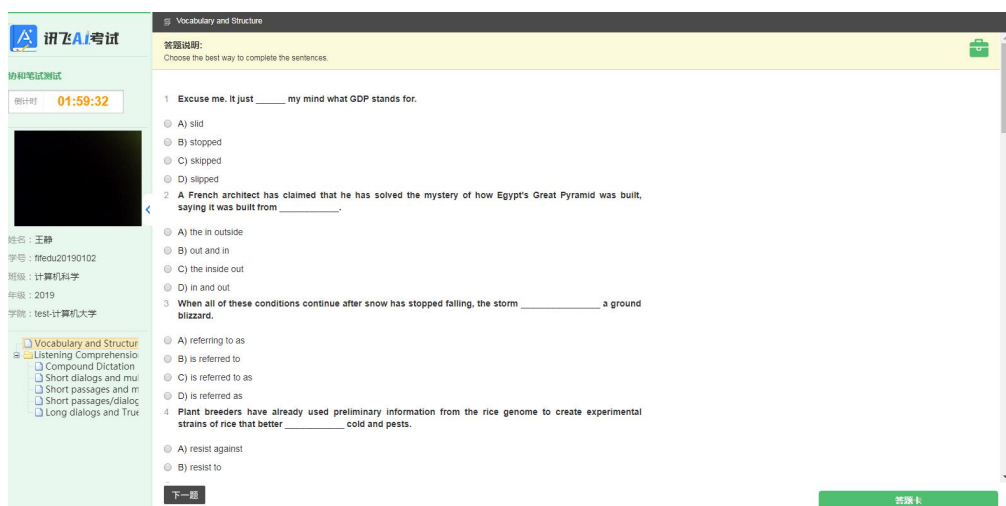 Vocabulary and Structure
讯飞A.I.考试
答题说明:
Choose the best way to complete the sentences.
协和笔试测试
倒计时 01:59:32
1 Excuse me. It just ______ my mind what GDP stands for.
A) slid
B) stopped
C) skipped
D) slipped
2 A French architect has claimed that he has solved the mystery of how Egypt's Great Pyramid was built,
saying it was built from ____________.
A) the in outside
B) out and in
C) the inside out
D) in and out
3 When all of these conditions continue after snow has stopped falling, the storm ________________ a ground
blizzard.
A) referring to as
B) is referred to
C) is referred to as
D) is referred as
4 Plant breeders have already used preliminary information from the rice genome to create experimental
strains of rice that better ____________ cold and pests.
A) resist against
B) resist to
姓名：王静
学号：fifedu20190102
班级：计算机科学
年级：2019
学院：test-计算机大学
Vocabulary and Structur
Listening Comprehensio
Compound Dictation
Short dialogs and mul
Short passages and m
Short passages/dialog
Long dialogs and True
下一题
答题卡